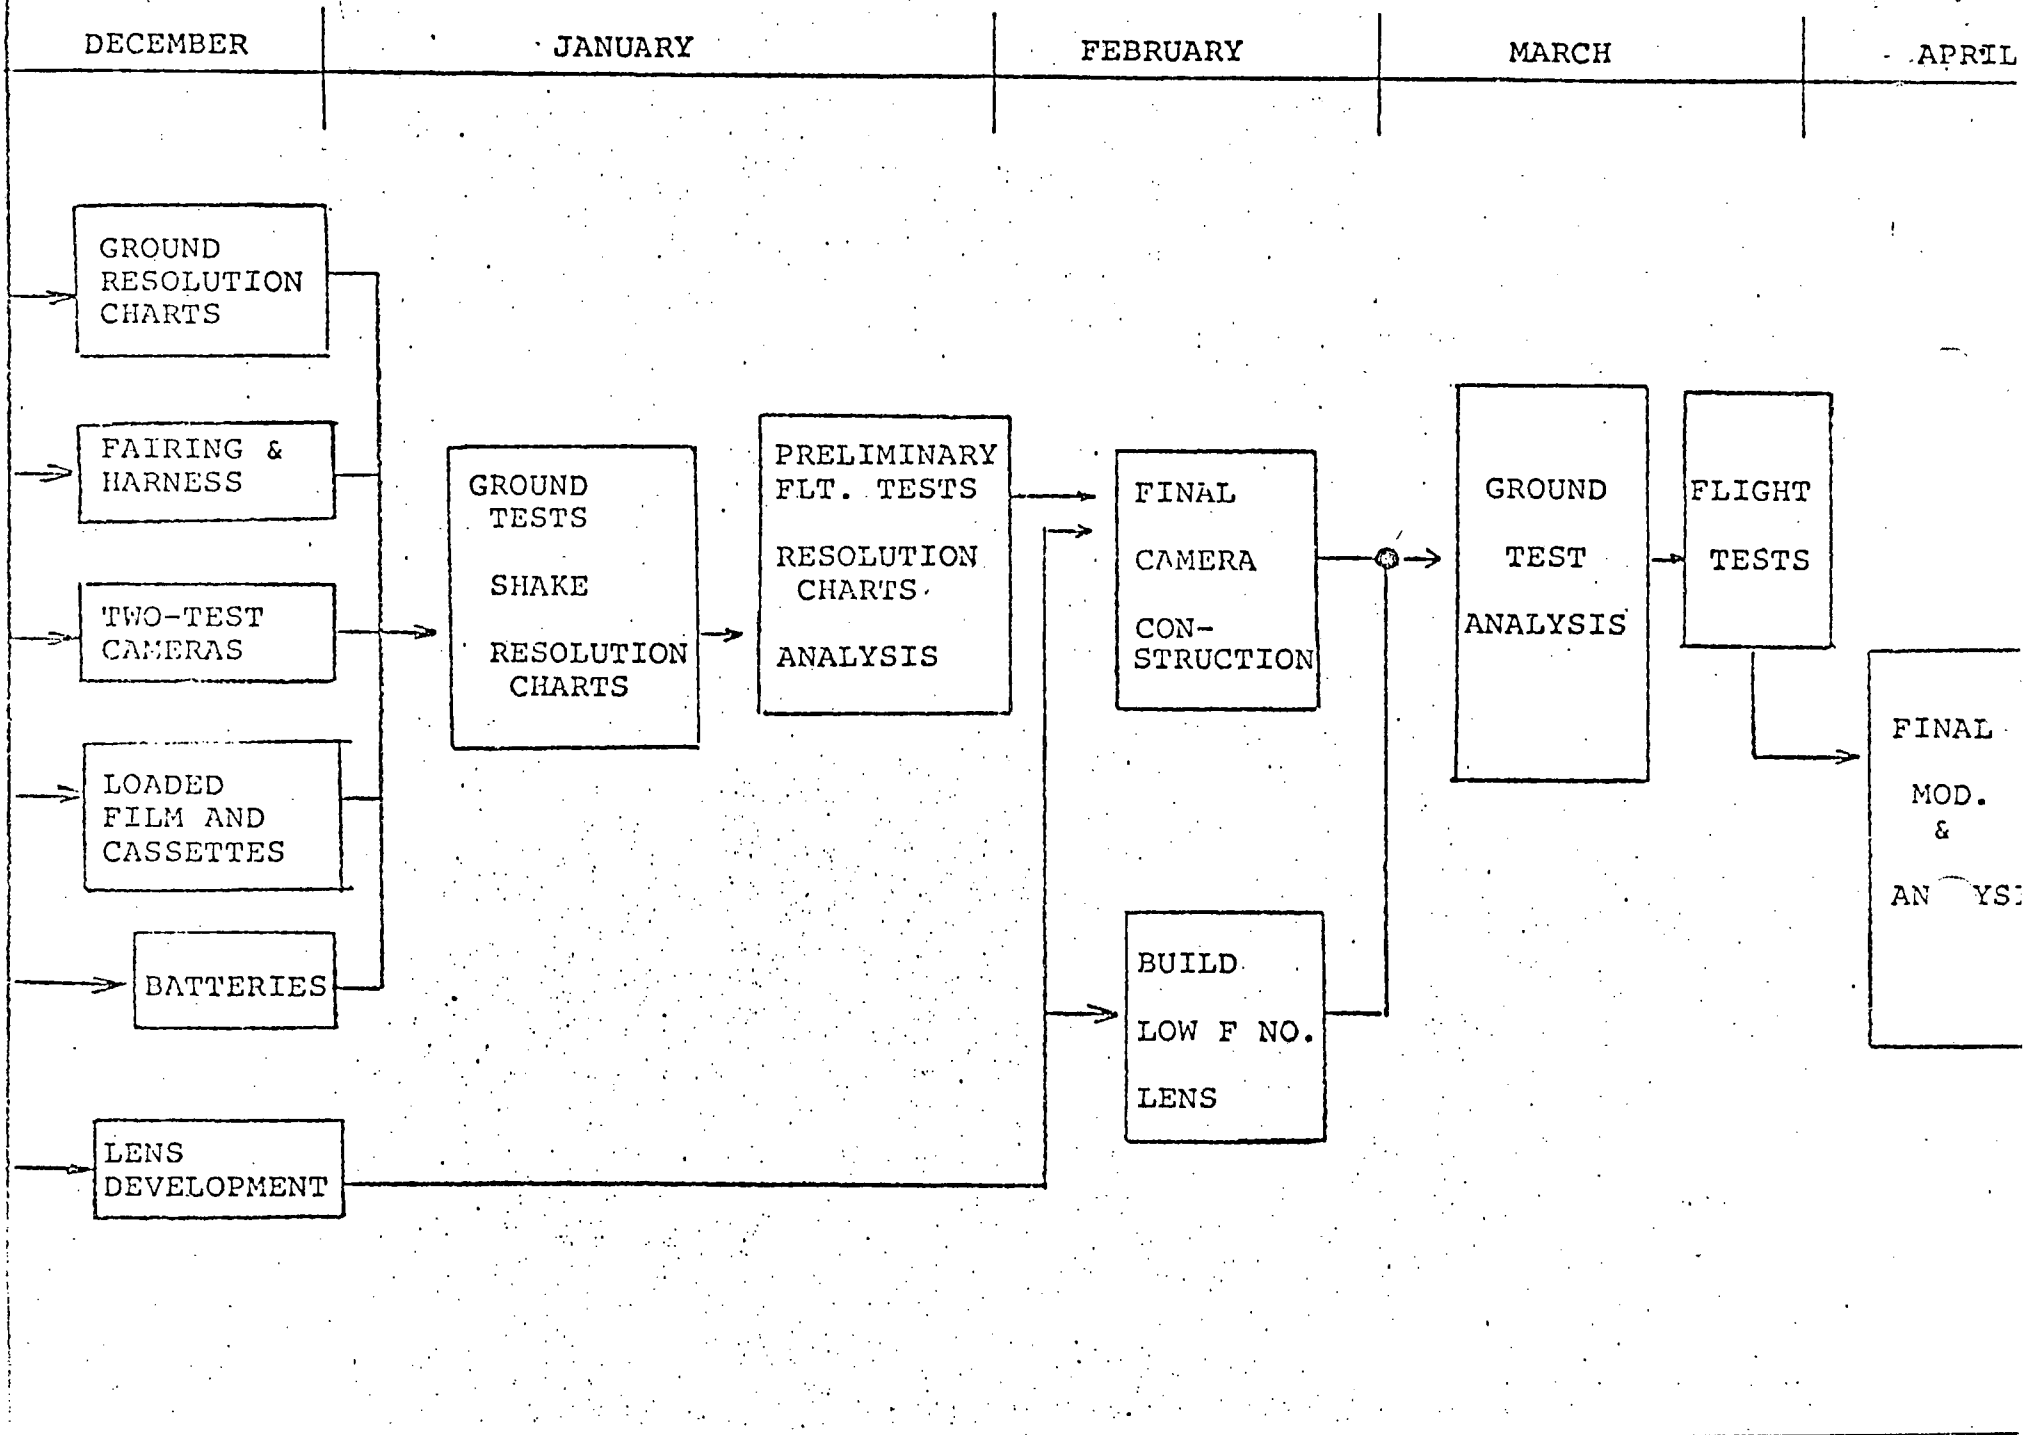 DECEMBER JANUARY FEBRUARY MARCH APRIL
GROUND
RESOLUTION
CHARTS
FAIRING &
HARNESS
TWO-TEST
CAMERAS
LOADED
FILM AND
CASSETTES
BATTERIES
LENS
DEVELOPMENT
GROUND
TESTS
SHAKE
RESOLUTION
CHARTS
PRELIMINARY
FLT. TESTS
RESOLUTION
CHARTS
ANALYSIS
FINAL
CAMERA
CON-
STRUCTION
BUILD
LOW F NO.
LENS
GROUND
TEST
ANALYSIS
FLIGHT
TESTS
FINAL
MOD.
&